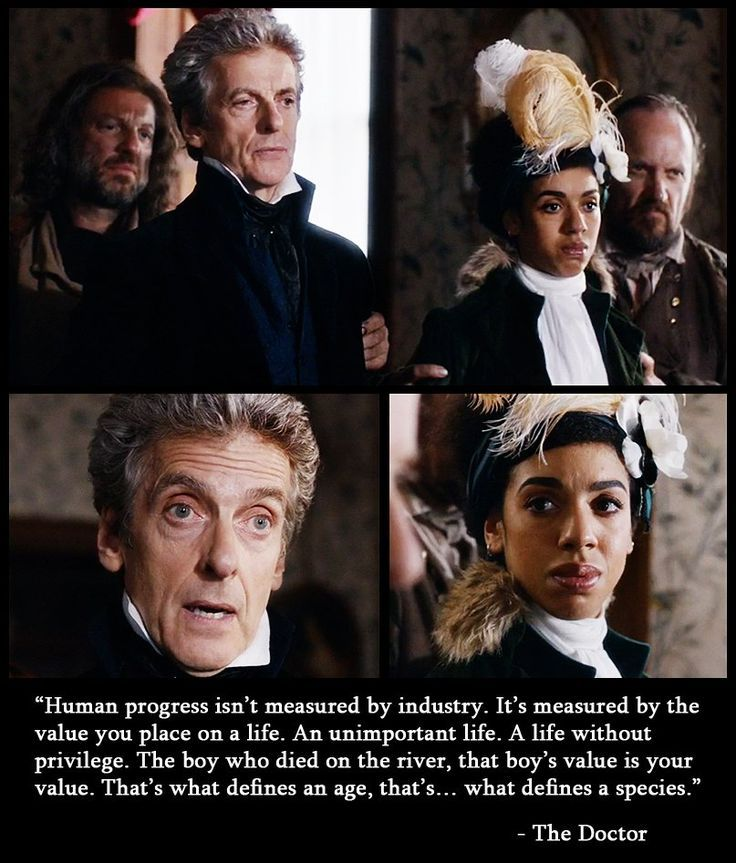 “Human progress isn’t measured by industry. It’s measured by the
value you place on a life. An unimportant life. A life without
privilege. The boy who died on the river, that boy’s value is your
value. That’s what defines an age, that’s… what defines a species.”
- The Doctor